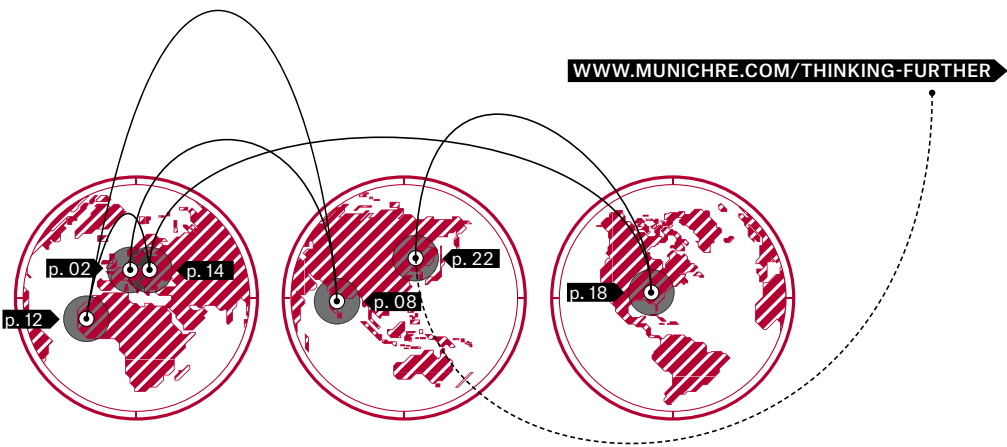 WWW.MUNICHRE.COM/THINKING-FURTHER
p. 02
p. 14
p. 12
p. 22
p. 08
p. 18